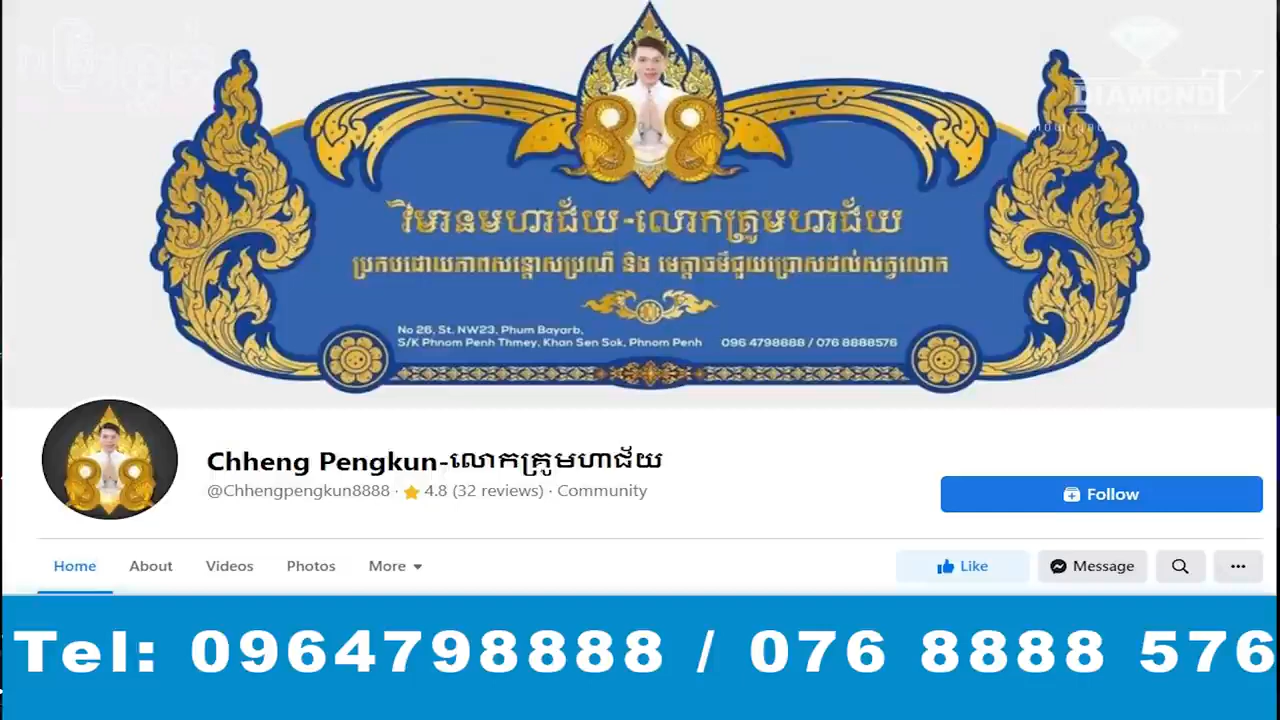 DIAMOND TV
វិមានមហាជ័យ-លោកគ្រូមហាជ័យ
ប្រកបដោយភាពសន្តោសប្រណី និង មេត្តាធម៌ជួយប្រោសដល់សត្វលោក
No 26, St. NW23, Phum Bayarb,
S/K Phnom Penh Thmey, Khan Sen Sok, Phnom Penh 096 4798888 / 076 8888576
Chheng Pengkun-លោកគ្រូមហាជ័យ
@Chhengpengkun8888 · 4.8 (32 reviews) · Community
Follow
Home About Videos Photos More Like Message
Tel: 0964798888 / 076 8888 576